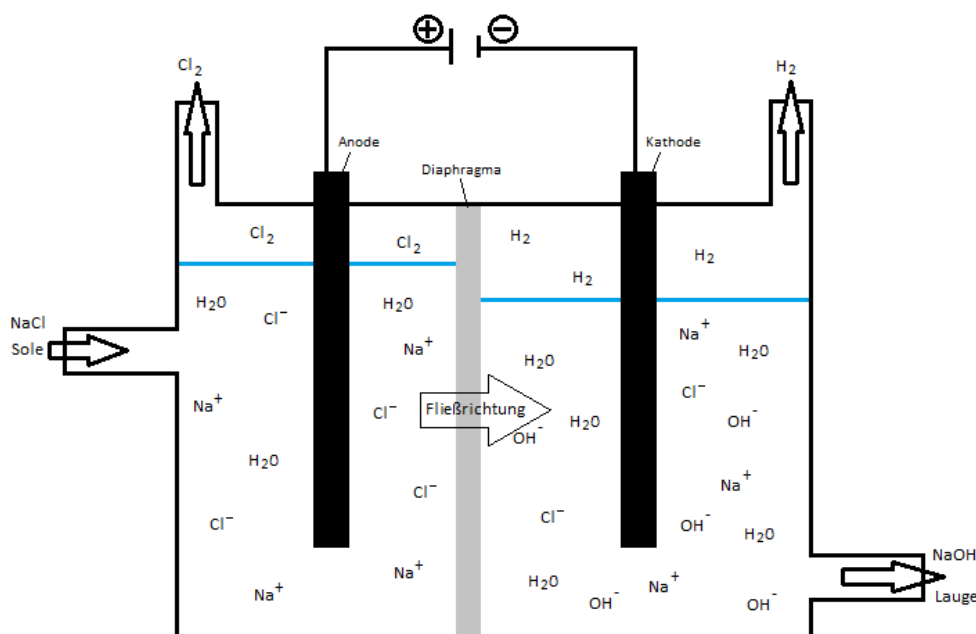 ⊕ ⊖
Cl₂
H₂
Anode
Kathode
Diaphragma
Cl₂
Cl₂
H₂
H₂
H₂
H₂O
Cl⁻
H₂O
NaCl
Sole
Na⁺
Na⁺
H₂O
H₂O
Na⁺
Cl⁻
Fließrichtung
Cl⁻
OH⁻
H₂O
OH⁻
H₂O
Cl⁻
Na⁺
Cl⁻
Cl⁻
OH⁻
H₂O
NaOH
Lauge
Na⁺
Na⁺
H₂O
OH⁻
Na⁺
OH⁻